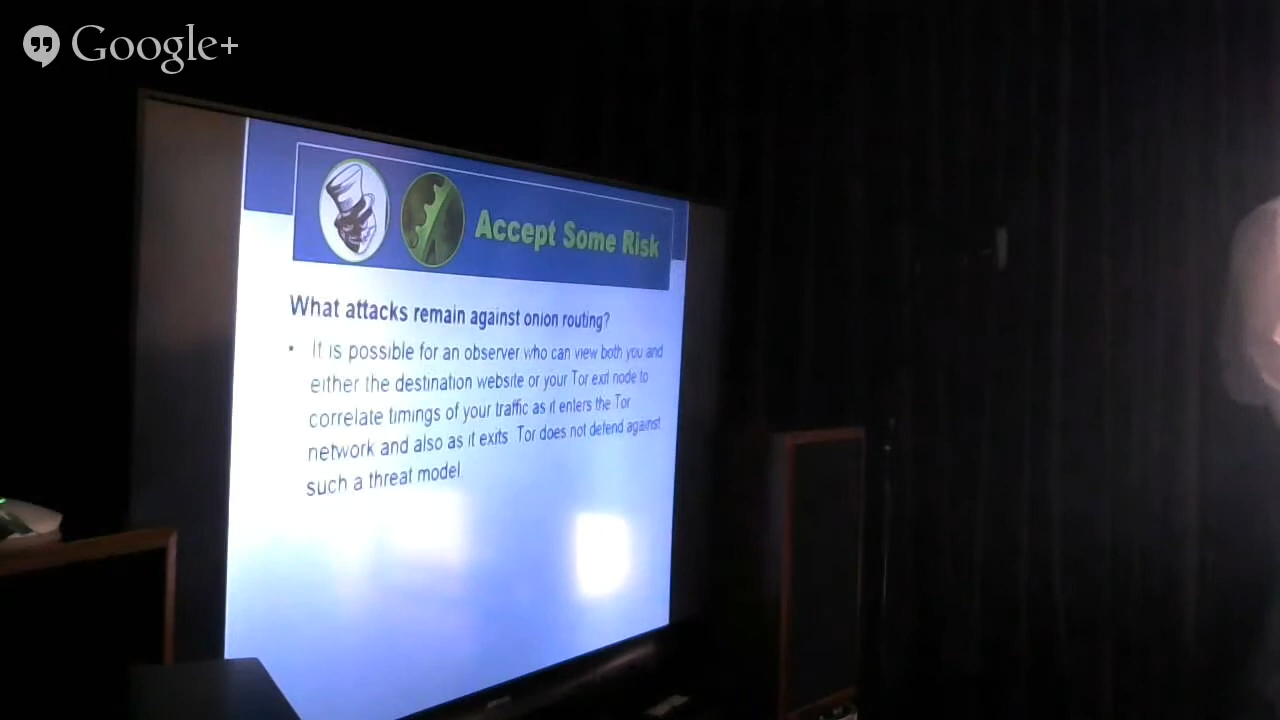 Google+
Accept Some Risk
What attacks remain against onion routing?
• It is possible for an observer who can view both you and
either the destination website or your Tor exit node to
correlate timings of your traffic as it enters the Tor
network and also as it exits. Tor does not defend against
such a threat model.